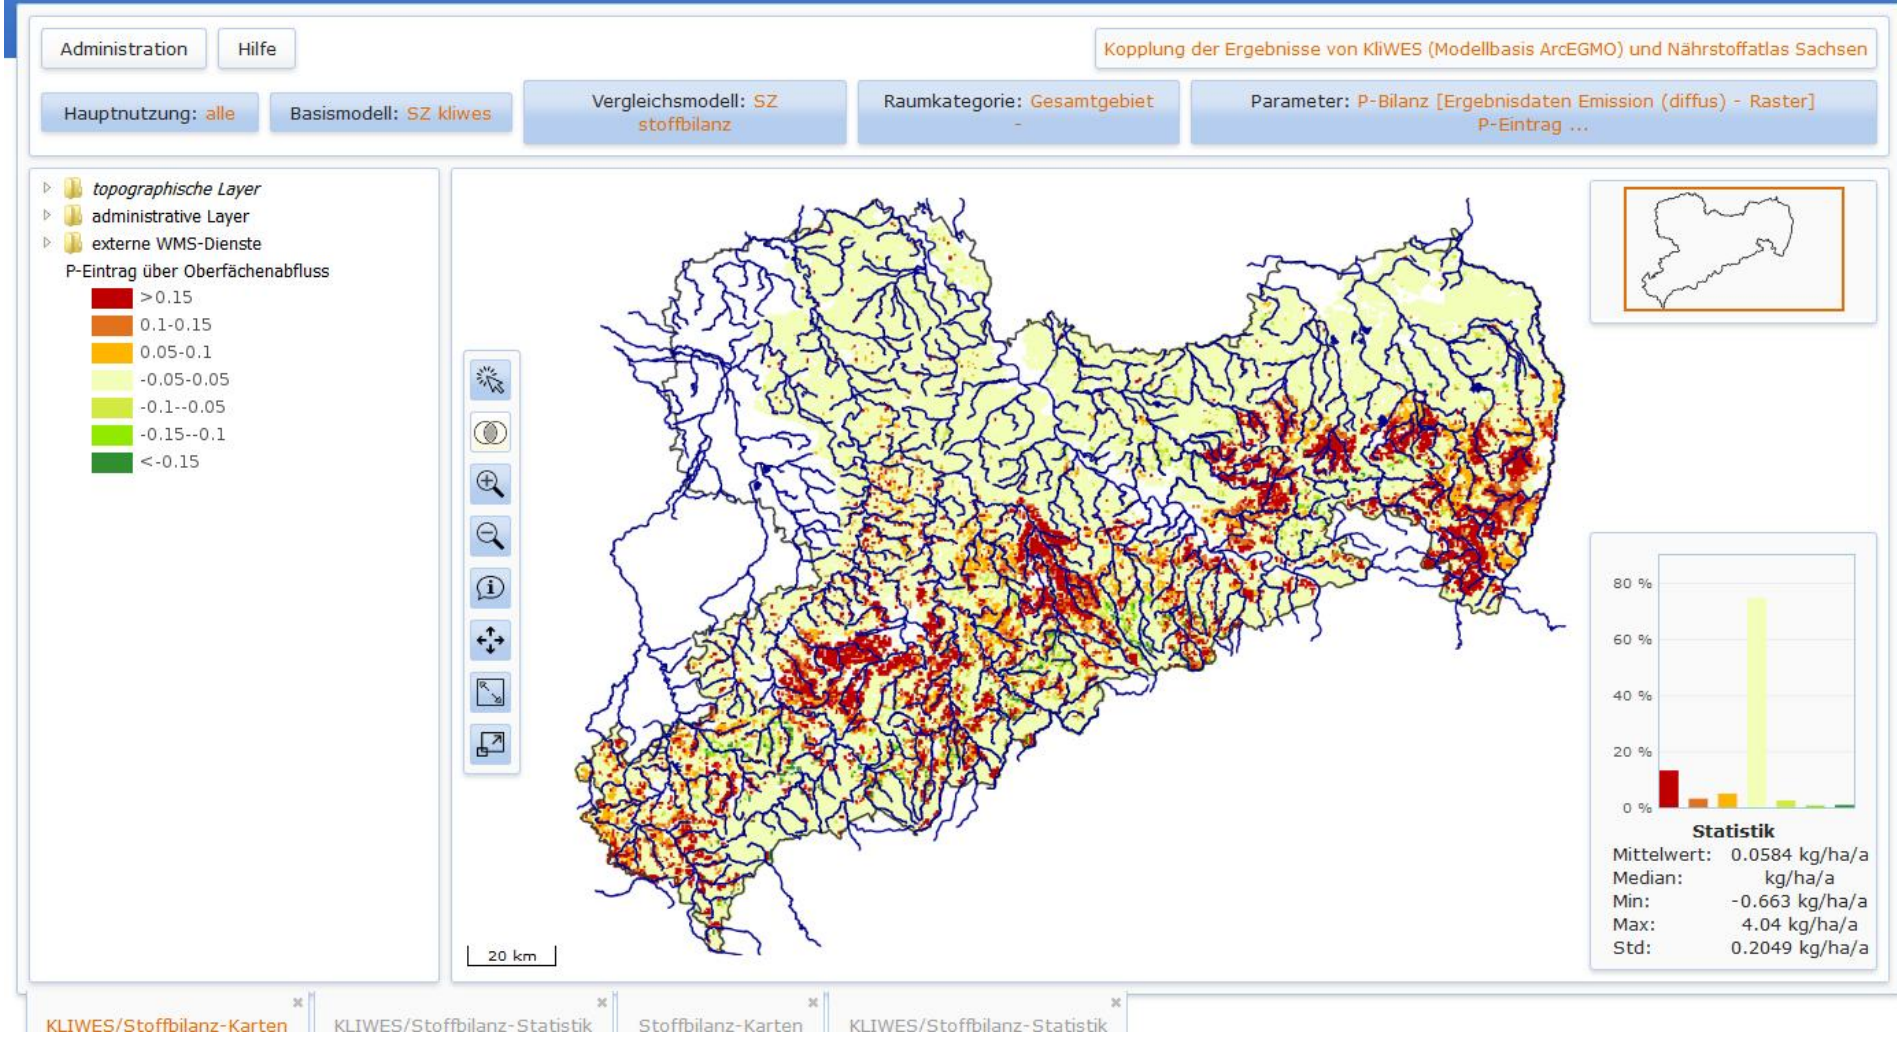 Administration
Hilfe
Kopplung der Ergebnisse von KliWES (Modellbasis ArcEGMO) und Nährstoffatlas Sachsen
Hauptnutzung: alle
Basismodell: SZ kliwes
Vergleichsmodell: SZ
stoffbilanz
Raumkategorie: Gesamtgebiet
-
Parameter: P-Bilanz [Ergebnisdaten Emission (diffus) - Raster]
P-Eintrag ...
topographische Layer
administrative Layer
externe WMS-Dienste
P-Eintrag über Oberfächenabfluss
>0.15
0.1-0.15
0.05-0.1
-0.05-0.05
-0.1--0.05
-0.15--0.1
<-0.15
20 km
80 %
60 %
40 %
20 %
0 %
Statistik
Mittelwert: 0.0584 kg/ha/a
Median: kg/ha/a
Min: -0.663 kg/ha/a
Max: 4.04 kg/ha/a
Std: 0.2049 kg/ha/a
KLIWES/Stoffbilanz-Karten
KLIWES/Stoffbilanz-Statistik
Stoffbilanz-Karten
KLIWES/Stoffbilanz-Statistik